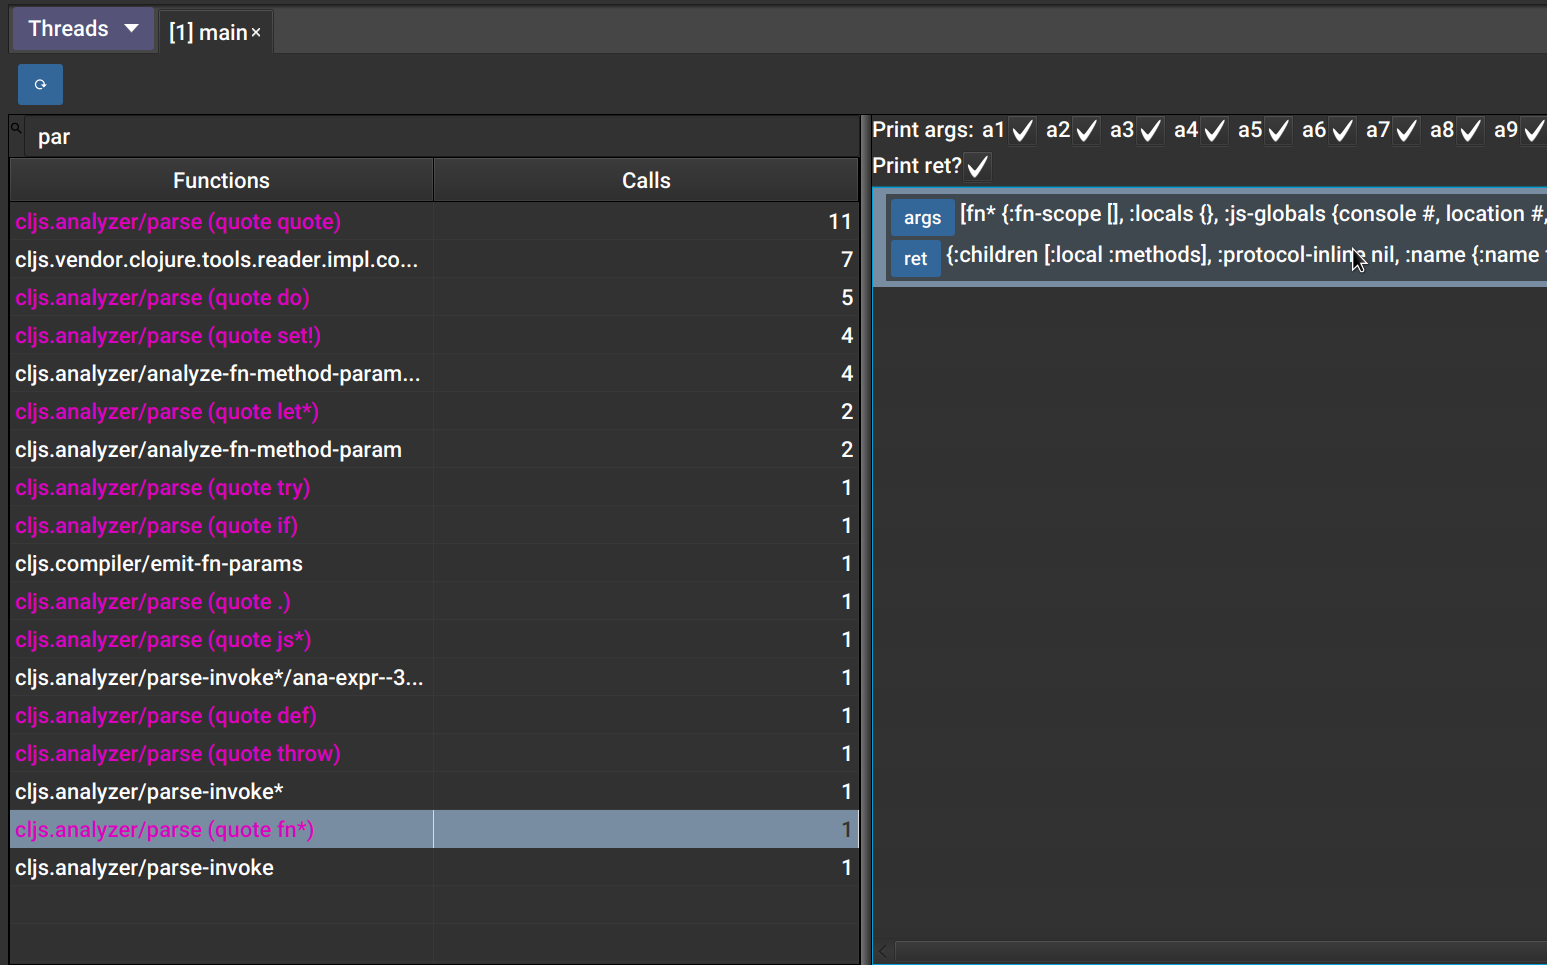 Threads [1] main ×
par
Functions Calls
cljs.analyzer/parse (quote quote) 11
cljs.vendor.clojure.tools.reader.impl.co... 7
cljs.analyzer/parse (quote do) 5
cljs.analyzer/parse (quote set!) 4
cljs.analyzer/analyze-fn-method-param... 4
cljs.analyzer/parse (quote let*) 2
cljs.analyzer/analyze-fn-method-param 2
cljs.analyzer/parse (quote try) 1
cljs.analyzer/parse (quote if) 1
cljs.compiler/emit-fn-params 1
cljs.analyzer/parse (quote .) 1
cljs.analyzer/parse (quote js*) 1
cljs.analyzer/parse-invoke*/ana-expr--3... 1
cljs.analyzer/parse (quote def) 1
cljs.analyzer/parse (quote throw) 1
cljs.analyzer/parse-invoke* 1
cljs.analyzer/parse (quote fn*) 1
cljs.analyzer/parse-invoke 1
Print args: a1 a2 a3 a4 a5 a6 a7 a8 a9
Print ret?
args [fn* {:fn-scope [], :locals {}, :js-globals {console #, location #,
ret {:children [:local :methods], :protocol-inline nil, :name {:name